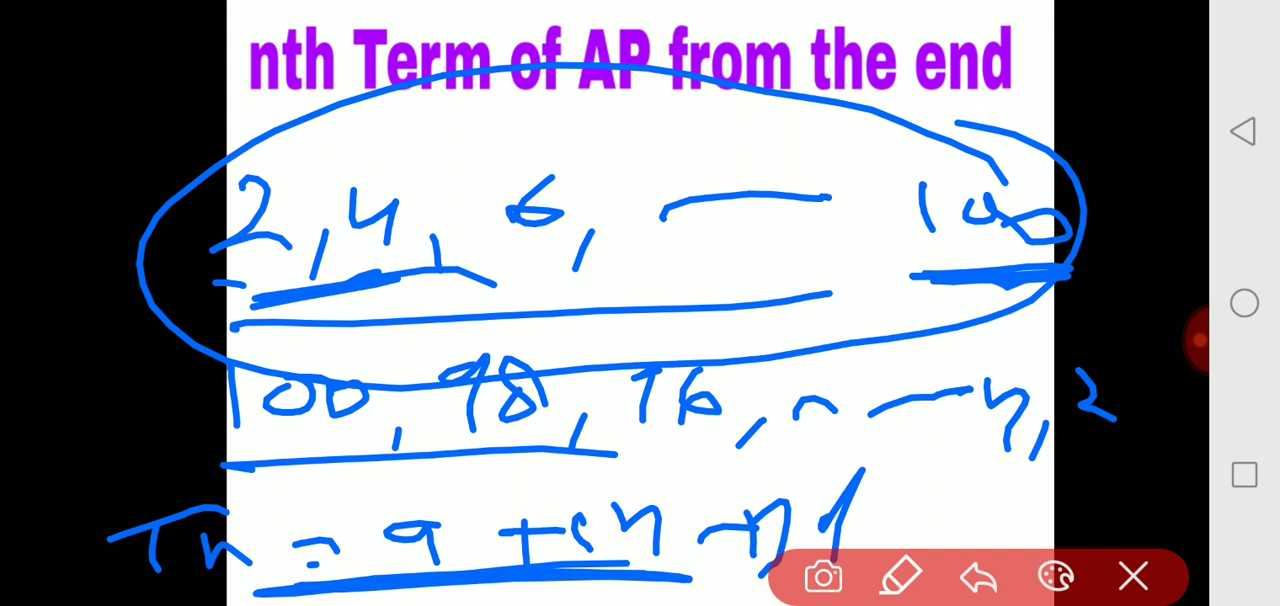 nth Term of AP from the end
2, 4, 6, — 100
100, 98, 96, — 4, 2
Tn = a + (n - 1)